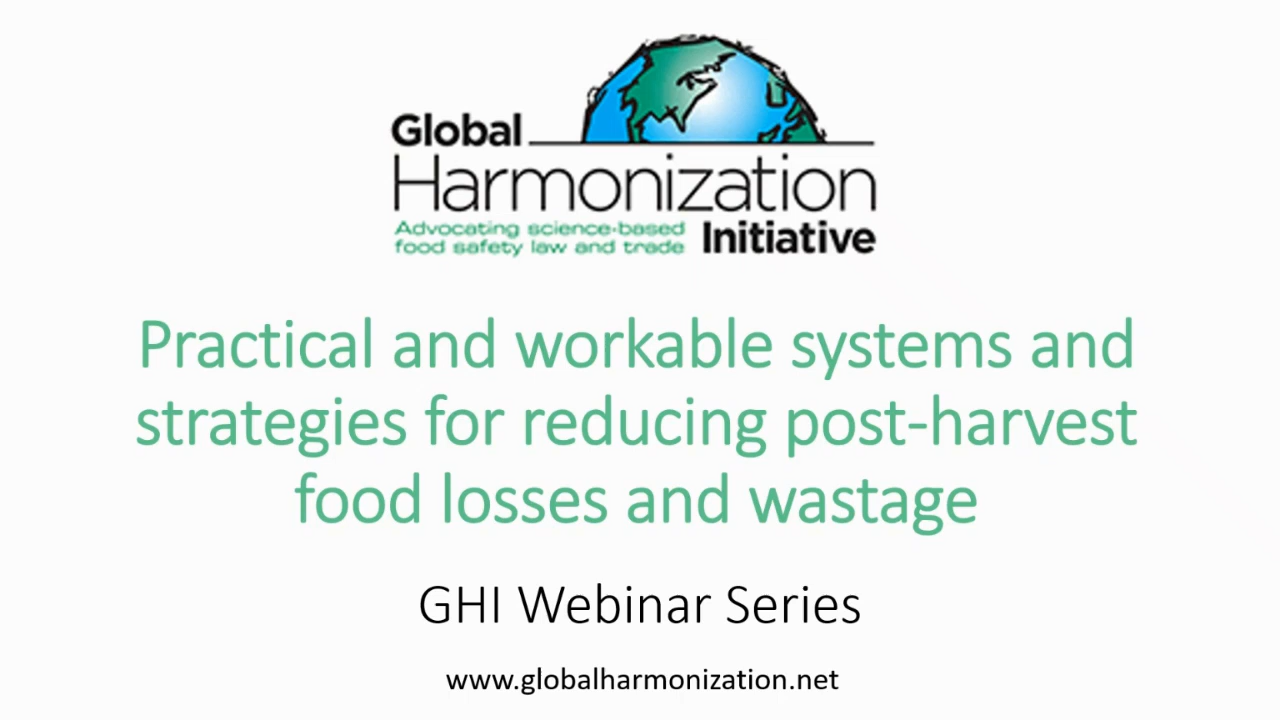 Global
Harmonization
Advocating science-based
food safety law and trade
Initiative
Practical and workable systems and
strategies for reducing post-harvest
food losses and wastage
GHI Webinar Series
www.globalharmonization.net